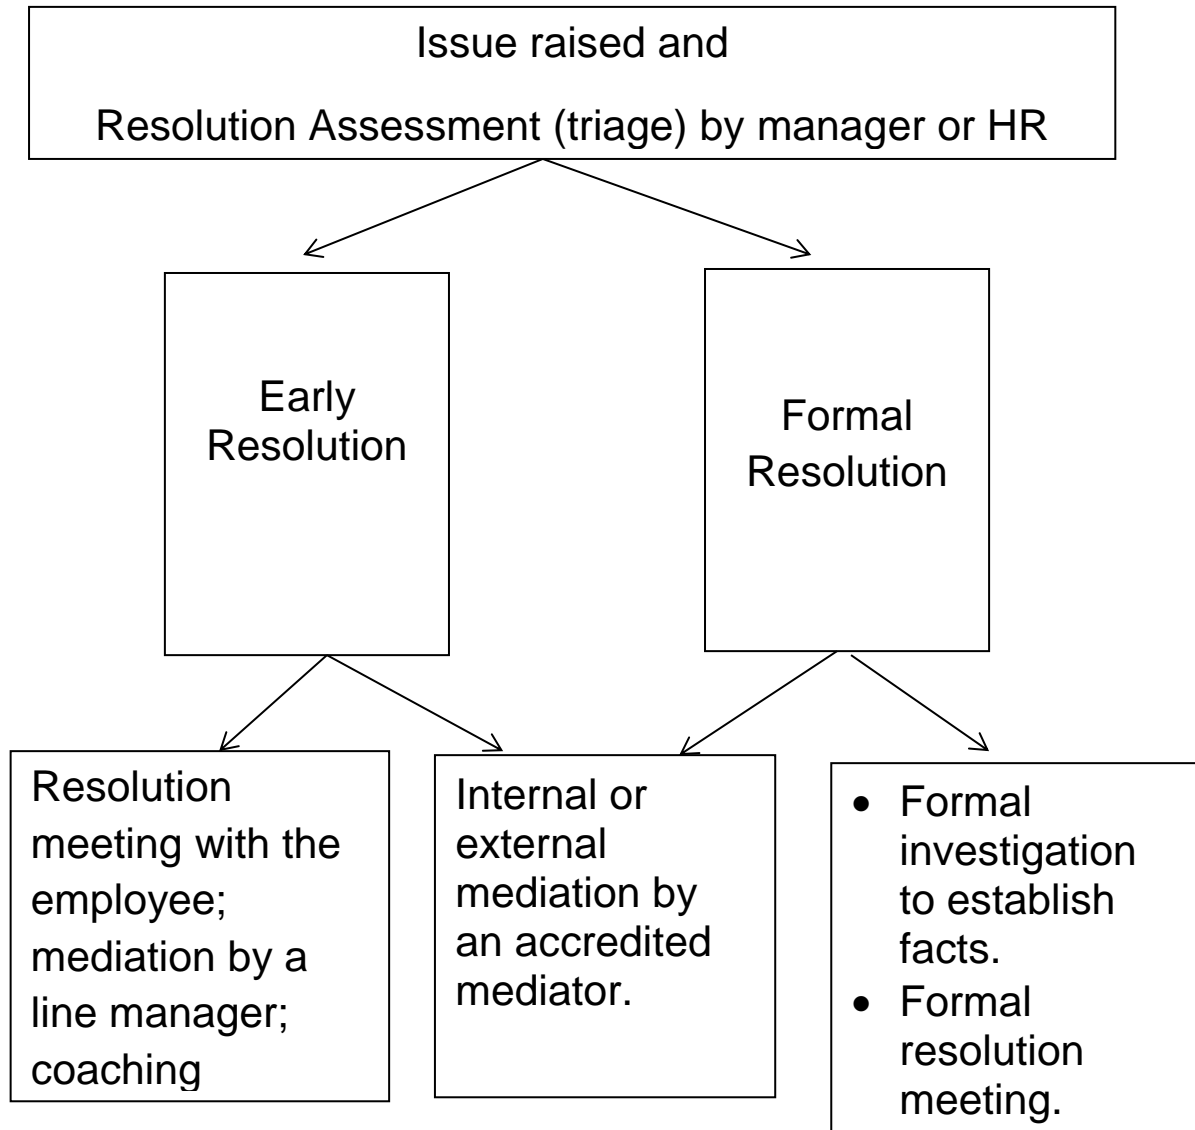 Issue raised and
Resolution Assessment (triage) by manager or HR
Early
Resolution
Formal
Resolution
Resolution
meeting with the
employee;
mediation by a
line manager;
coaching
Internal or
external
mediation by
an accredited
mediator.
• Formal
investigation
to establish
facts.
• Formal
resolution
meeting.